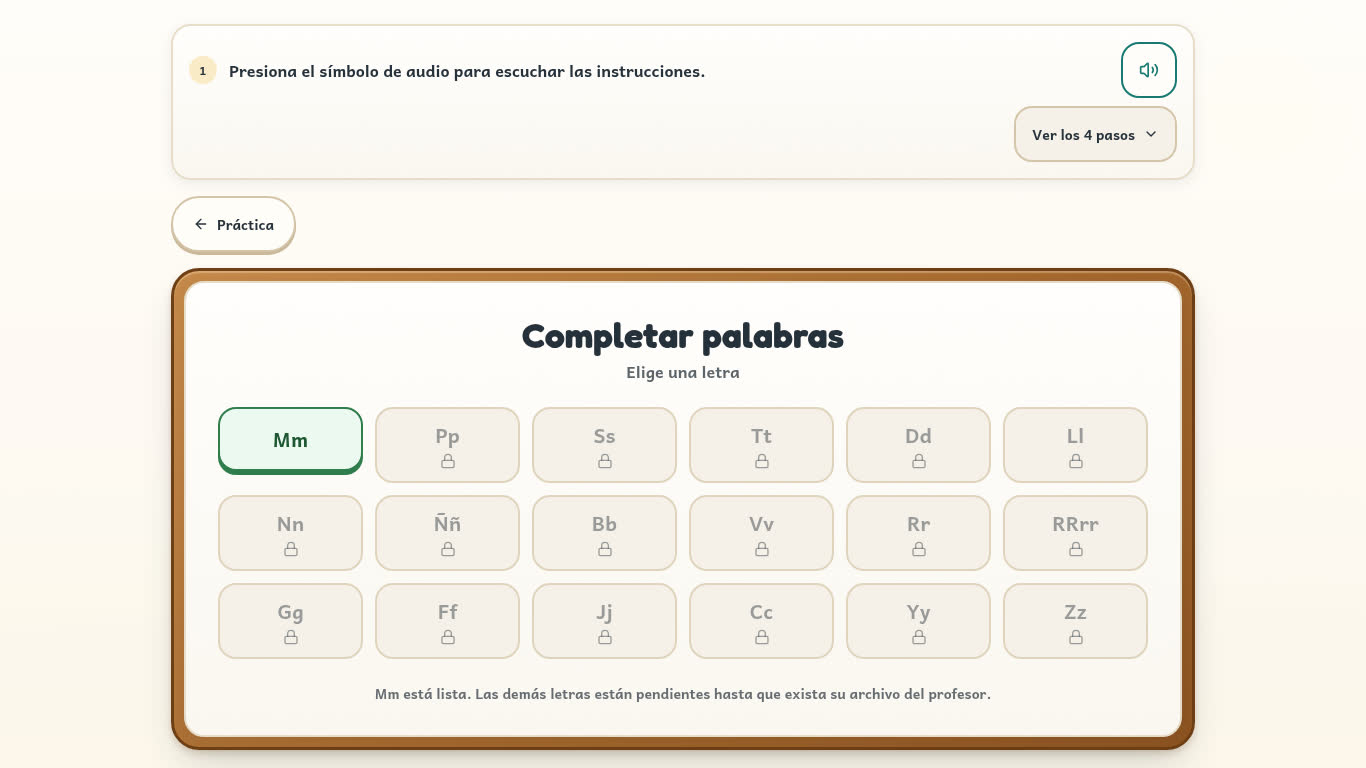 1 Presiona el símbolo de audio para escuchar las instrucciones.
Ver los 4 pasos
Práctica
Completar palabras
Elige una letra
Mm Pp Ss Tt Dd Ll
Nn Ññ Bb Vv Rr RRrr
Gg Ff Jj Cc Yy Zz
Mm está lista. Las demás letras están pendientes hasta que exista su archivo del profesor.